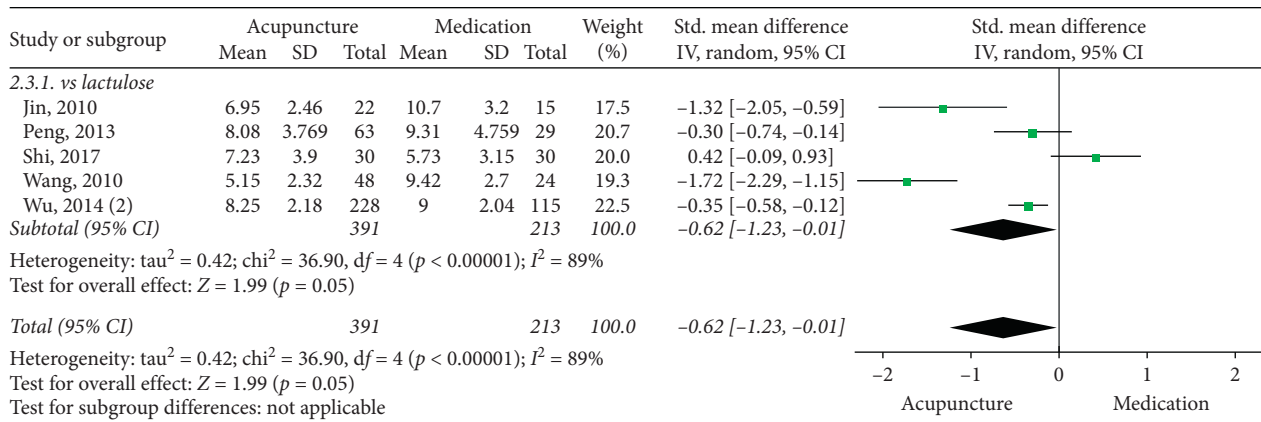 Study or subgroup Acupuncture Medication Weight (%) Std. mean difference IV, random, 95% CI Std. mean difference IV, random, 95% CI
Mean SD Total Mean SD Total
2.3.1. vs lactulose
Jin, 2010 6.95 2.46 22 10.7 3.2 15 17.5 –1.32 [–2.05, –0.59]
Peng, 2013 8.08 3.769 63 9.31 4.759 29 20.7 –0.30 [–0.74, –0.14]
Shi, 2017 7.23 3.9 30 5.73 3.15 30 20.0 0.42 [–0.09, 0.93]
Wang, 2010 5.15 2.32 48 9.42 2.7 24 19.3 –1.72 [–2.29, –1.15]
Wu, 2014 (2) 8.25 2.18 228 9 2.04 115 22.5 –0.35 [–0.58, –0.12]
Subtotal (95% CI) 391 213 100.0 –0.62 [–1.23, –0.01]
Heterogeneity: tau² = 0.42; chi² = 36.90, df = 4 (p < 0.00001); I² = 89%
Test for overall effect: Z = 1.99 (p = 0.05)
Total (95% CI) 391 213 100.0 –0.62 [–1.23, –0.01]
Heterogeneity: tau² = 0.42; chi² = 36.90, df = 4 (p < 0.00001); I² = 89%
Test for overall effect: Z = 1.99 (p = 0.05)
Test for subgroup differences: not applicable
–2 –1 0 1 2
Acupuncture Medication